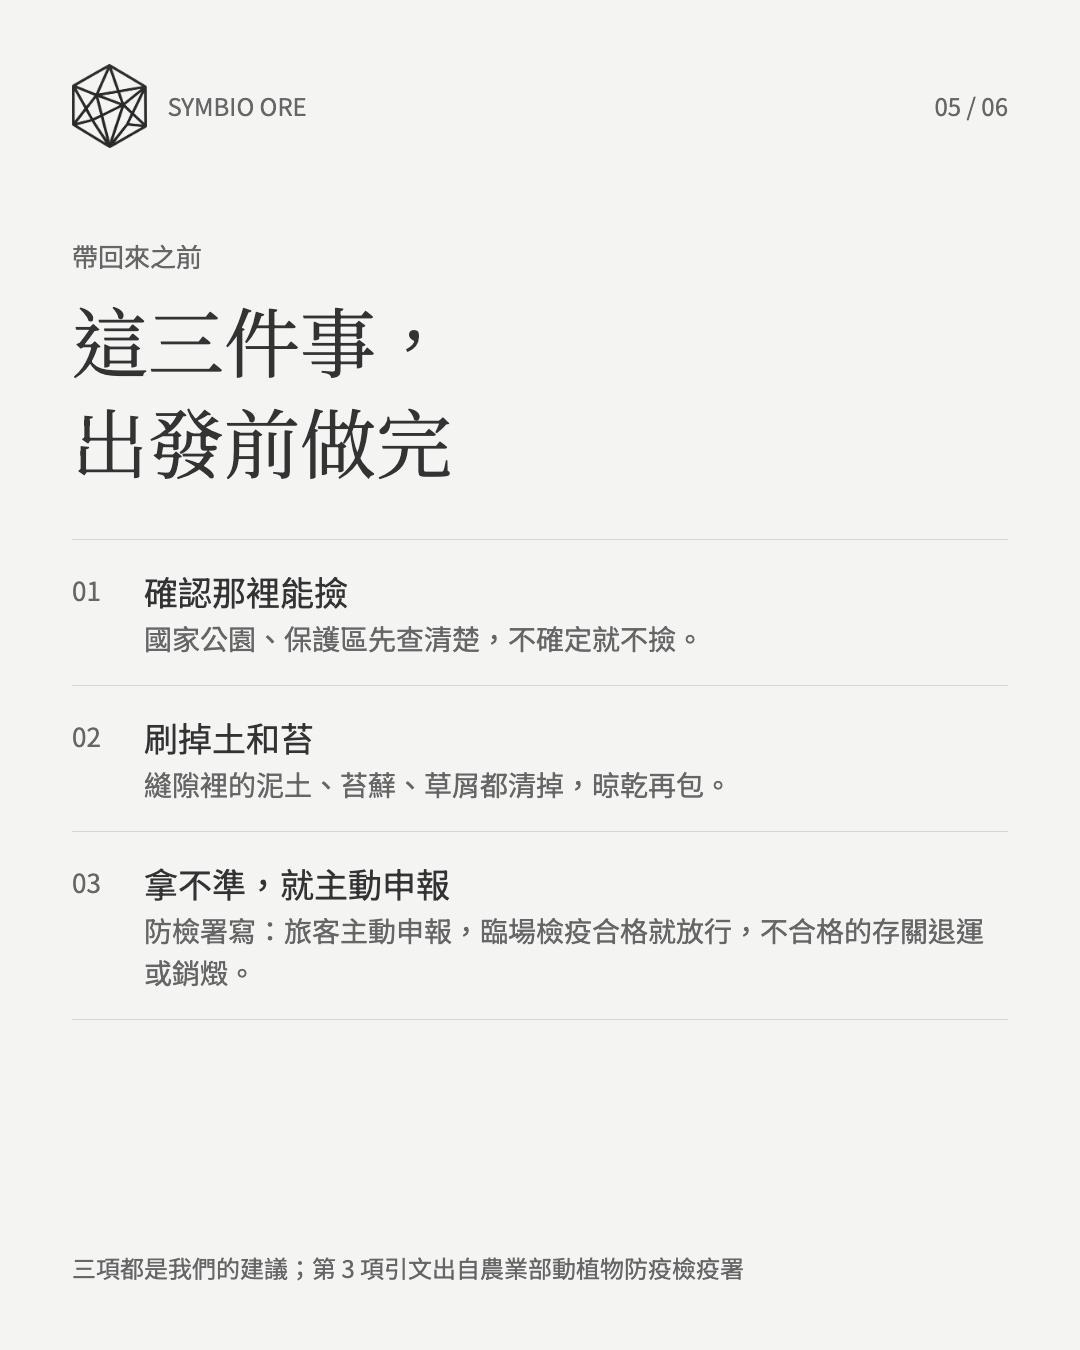 SYMBIO ORE
05 / 06
帶回來之前
這三件事，
出發前做完
01
確認那裡能撿
國家公園、保護區先查清楚，不確定就不撿。
02
刷掉土和苔
縫隙裡的泥土、苔蘚、草屑都清掉，晾乾再包。
03
拿不準，就主動申報
防檢署寫：旅客主動申報，臨場檢疫合格就放行，不合格的存關退運
或銷燬。
三項都是我們的建議；第 3 項引文出自農業部動植物防疫檢疫署